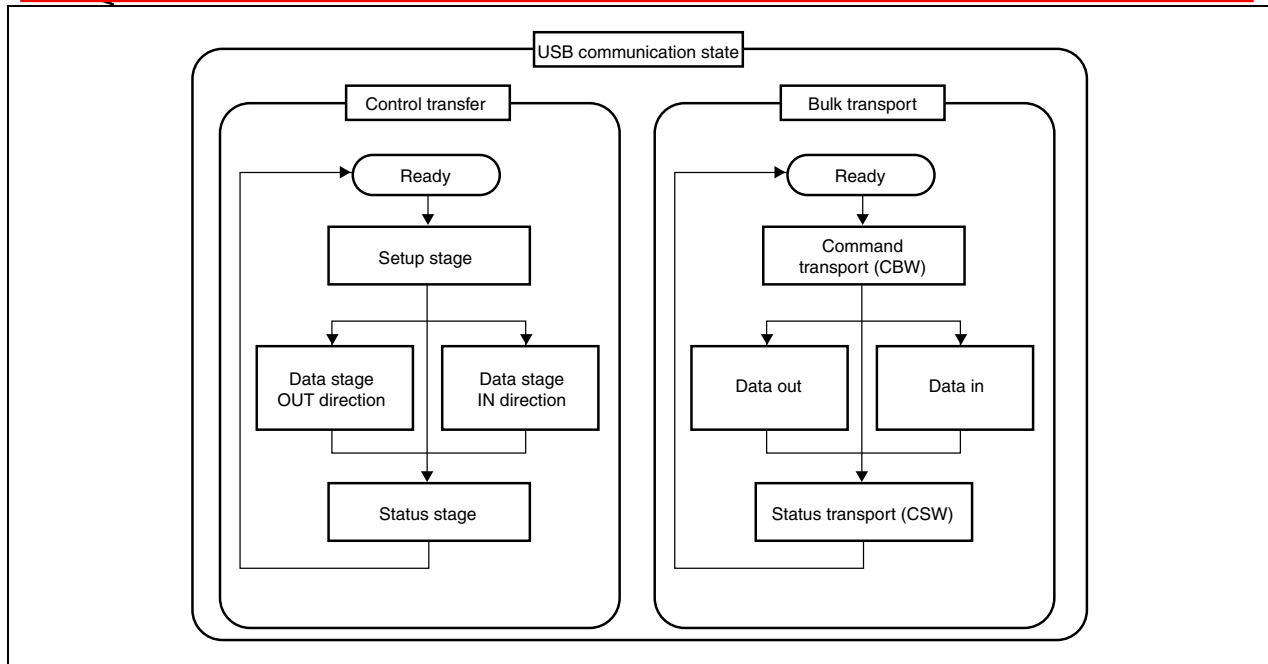 USB communication state
Control transfer
Ready
Setup stage
Data stage
OUT direction
Data stage
IN direction
Status stage
Bulk transport
Ready
Command
transport (CBW)
Data out
Data in
Status transport (CSW)